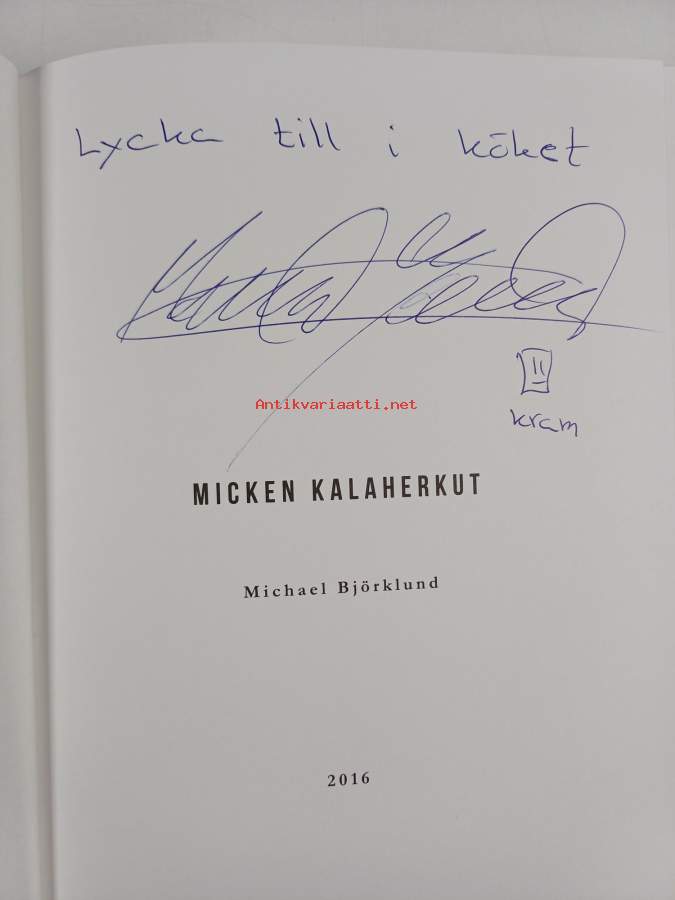 Lycka till i köket
Antikvariaatti.net
kram
MICKEN KALAHERKUT
Michael Björklund
2016